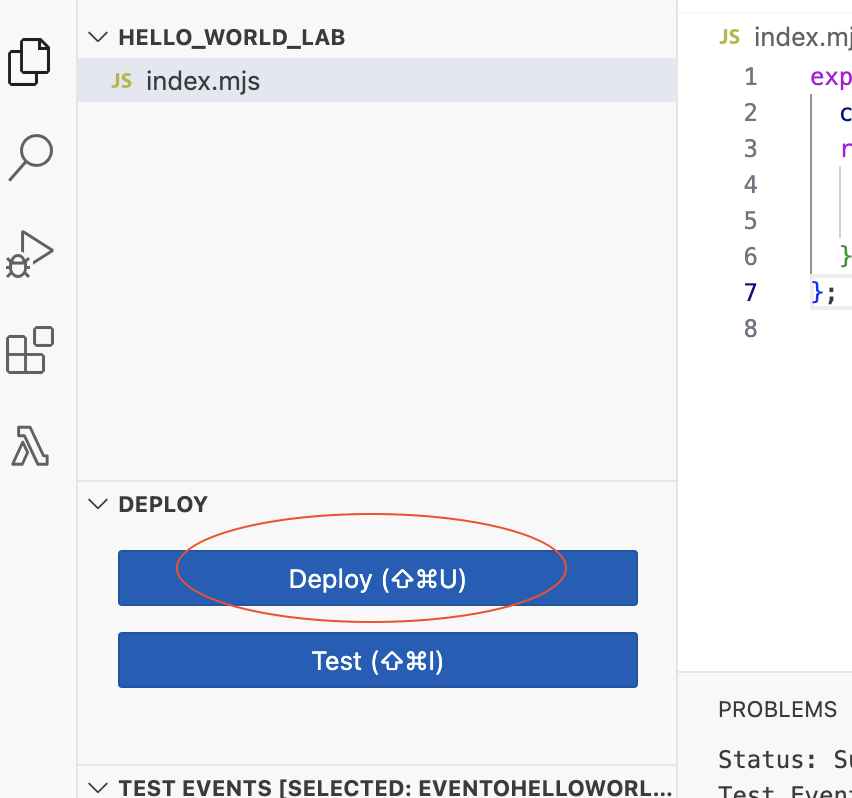 HELLO_WORLD_LAB
JS index.mjs
DEPLOY
Deploy (⇧⌘U)
Test (⇧⌘I)
TEST EVENTS [SELECTED: EVENTOHELLOWORL...
JS index.mj
1 exp
2 c
3 r
4
5
6 }
7 };
8
PROBLEMS
Status: Su
Test Event